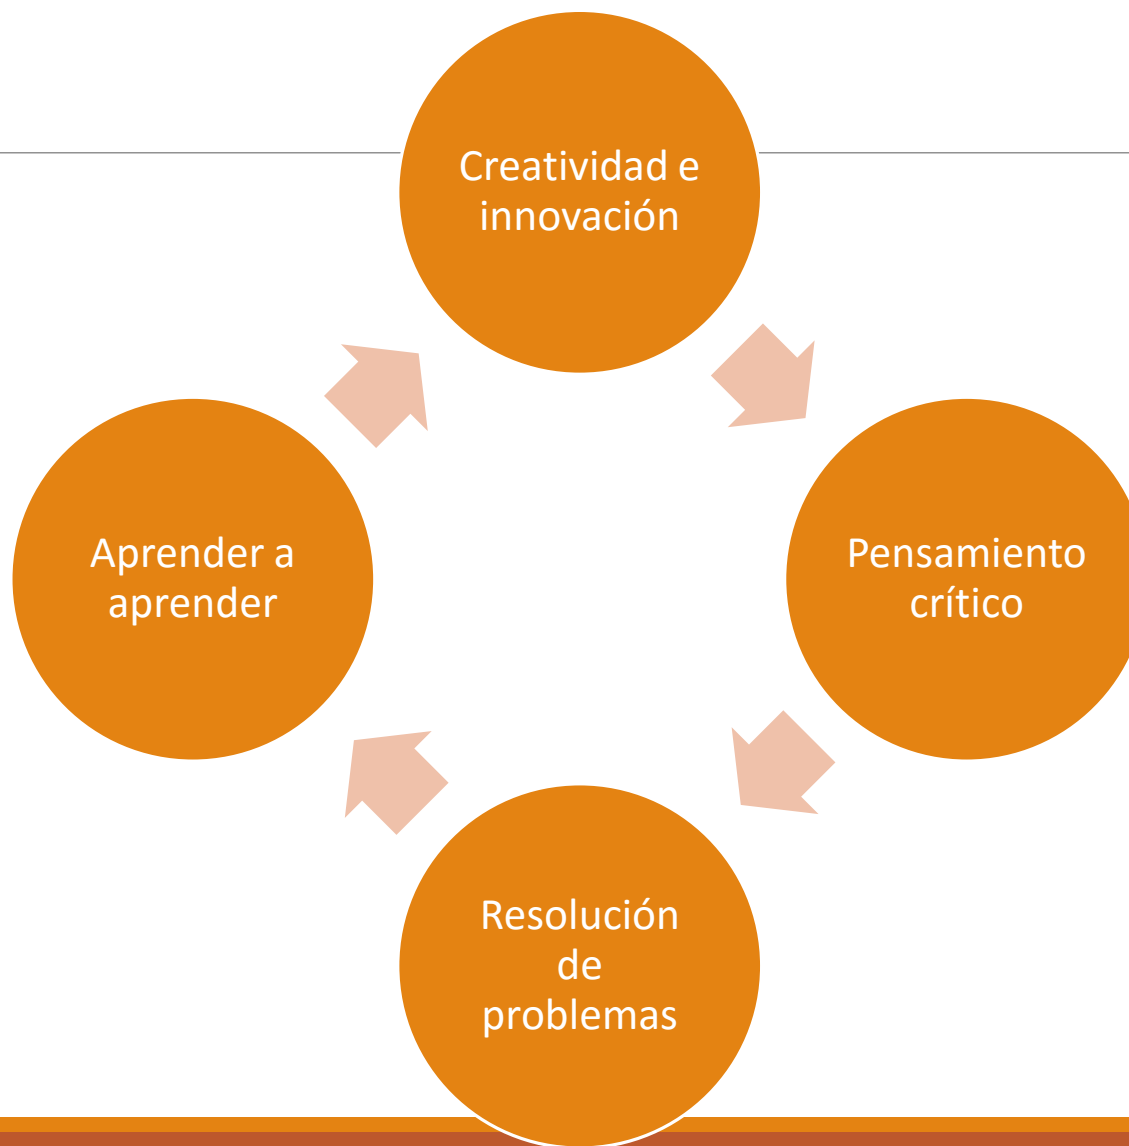 Creatividad e
innovación
Pensamiento
crítico
Resolución
de
problemas
Aprender a
aprender